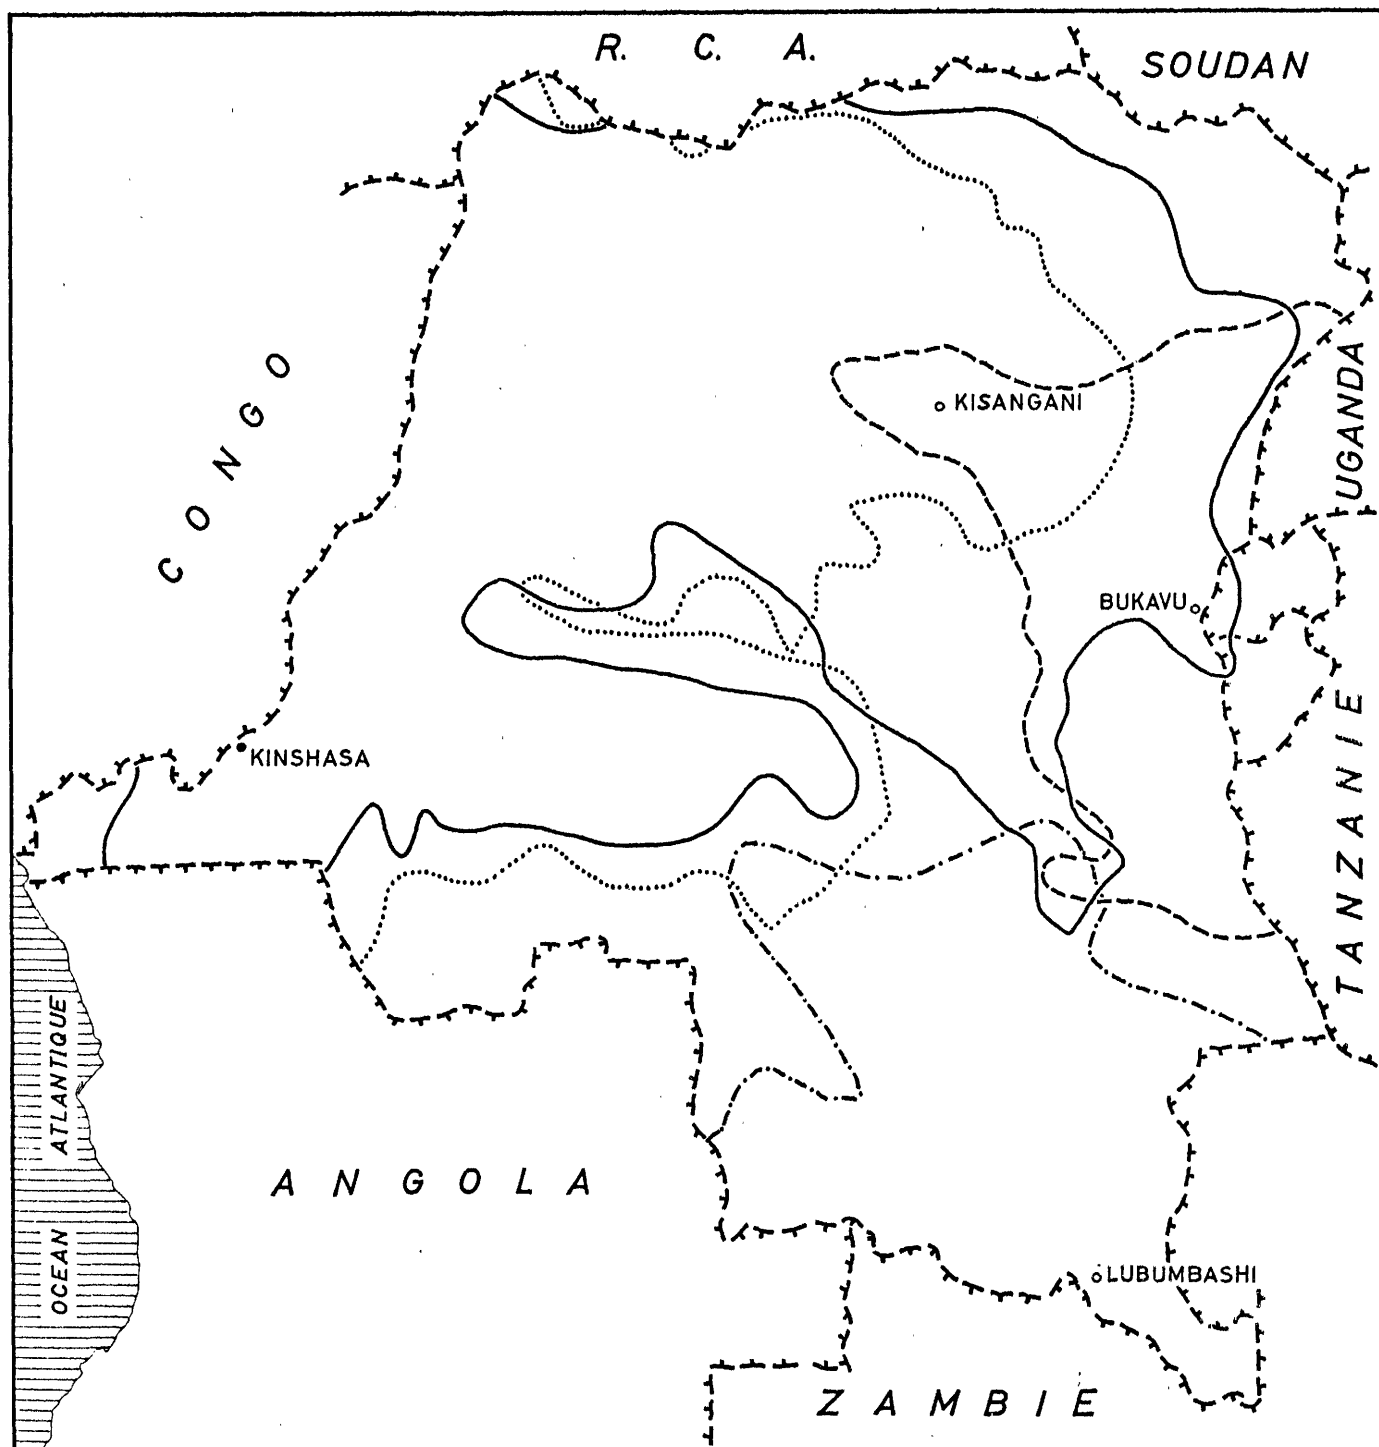 R. C. A.
SOUDAN
CONGO
KISANGANI
UGANDA
BUKAVU
KINSHASA
TANZANIE
OCEAN ATLANTIQUE
ANGOLA
LUBUMBASHI
ZAMBIE